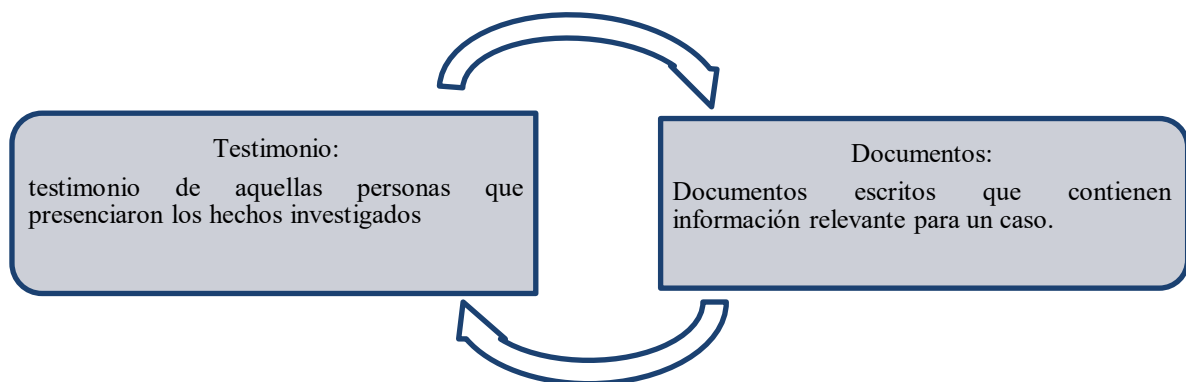 Testimonio:
testimonio de aquellas personas que
presenciaron los hechos investigados
Documentos:
Documentos escritos que contienen
información relevante para un caso.